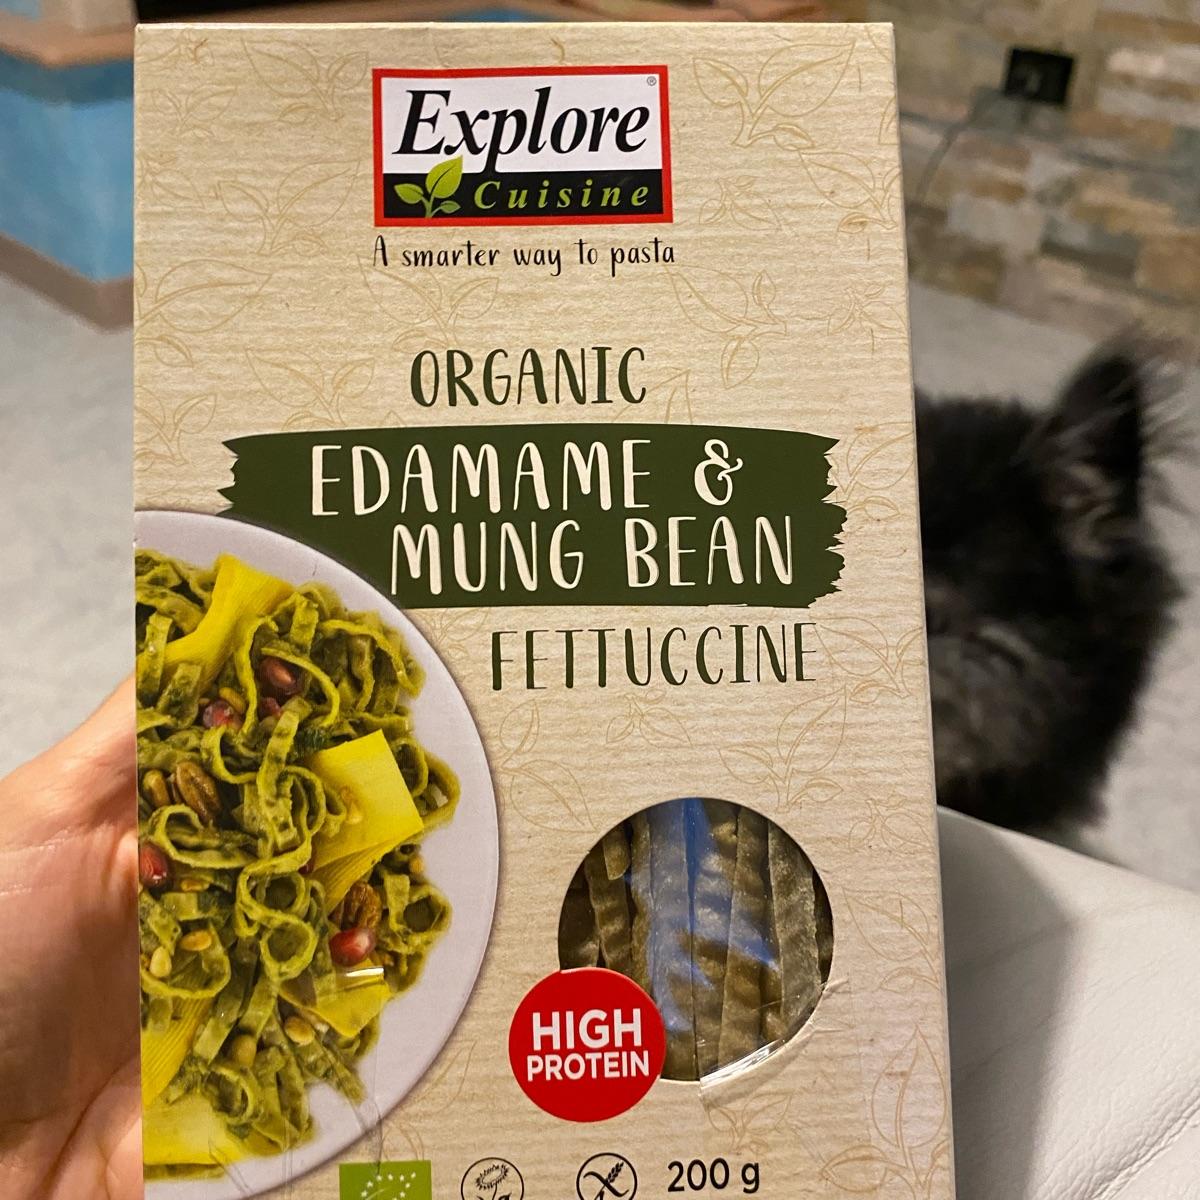 Explore®
Cuisine
A smarter way to pasta
ORGANIC
EDAMAME &
MUNG BEAN
FETTUCCINE
HIGH
PROTEIN
200 g